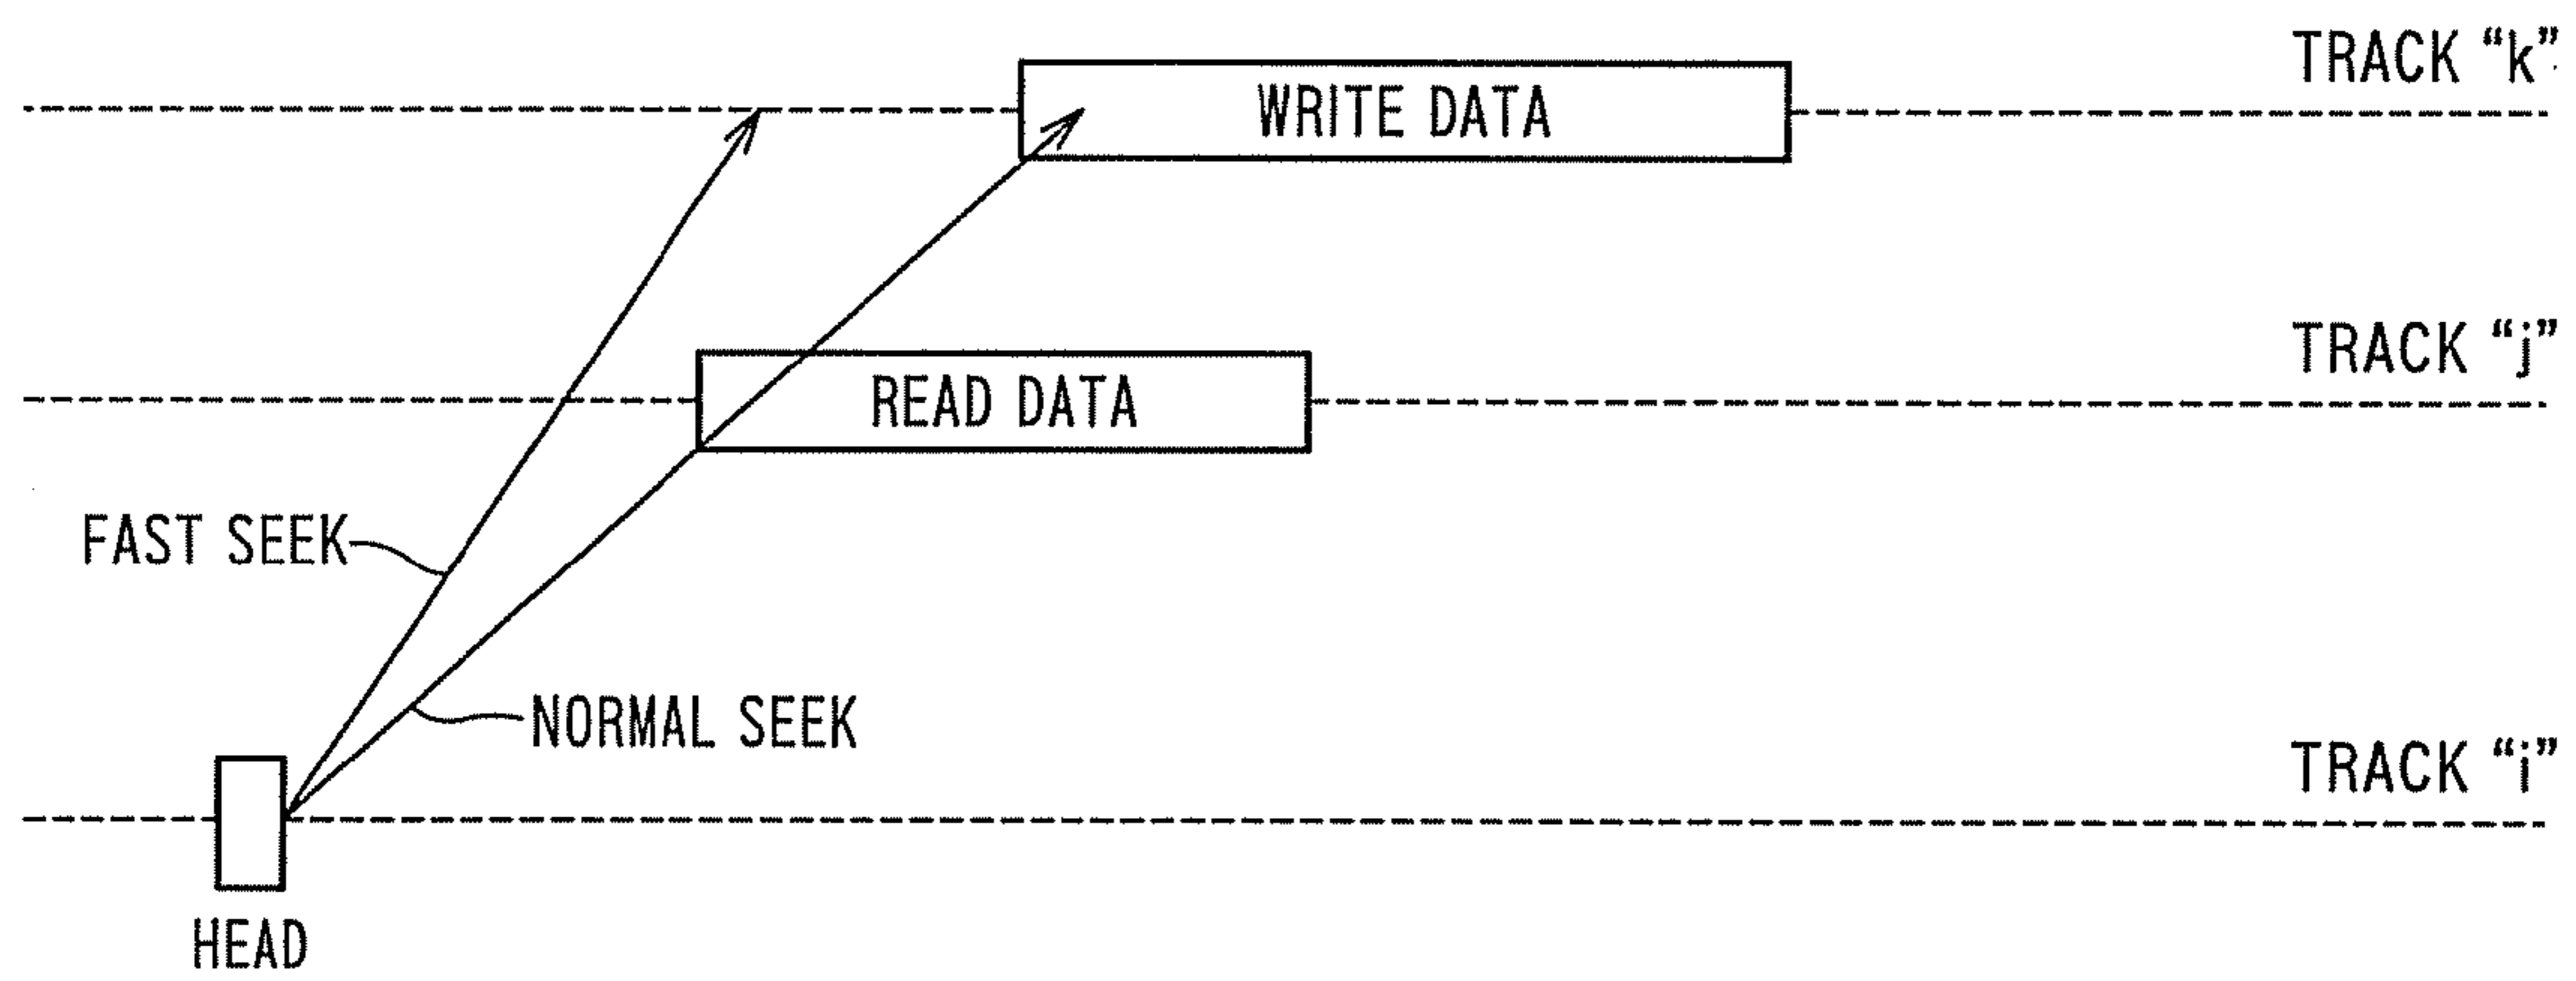 TRACK “k”
WRITE DATA
TRACK “j”
READ DATA
FAST SEEK
NORMAL SEEK
TRACK “i”
HEAD